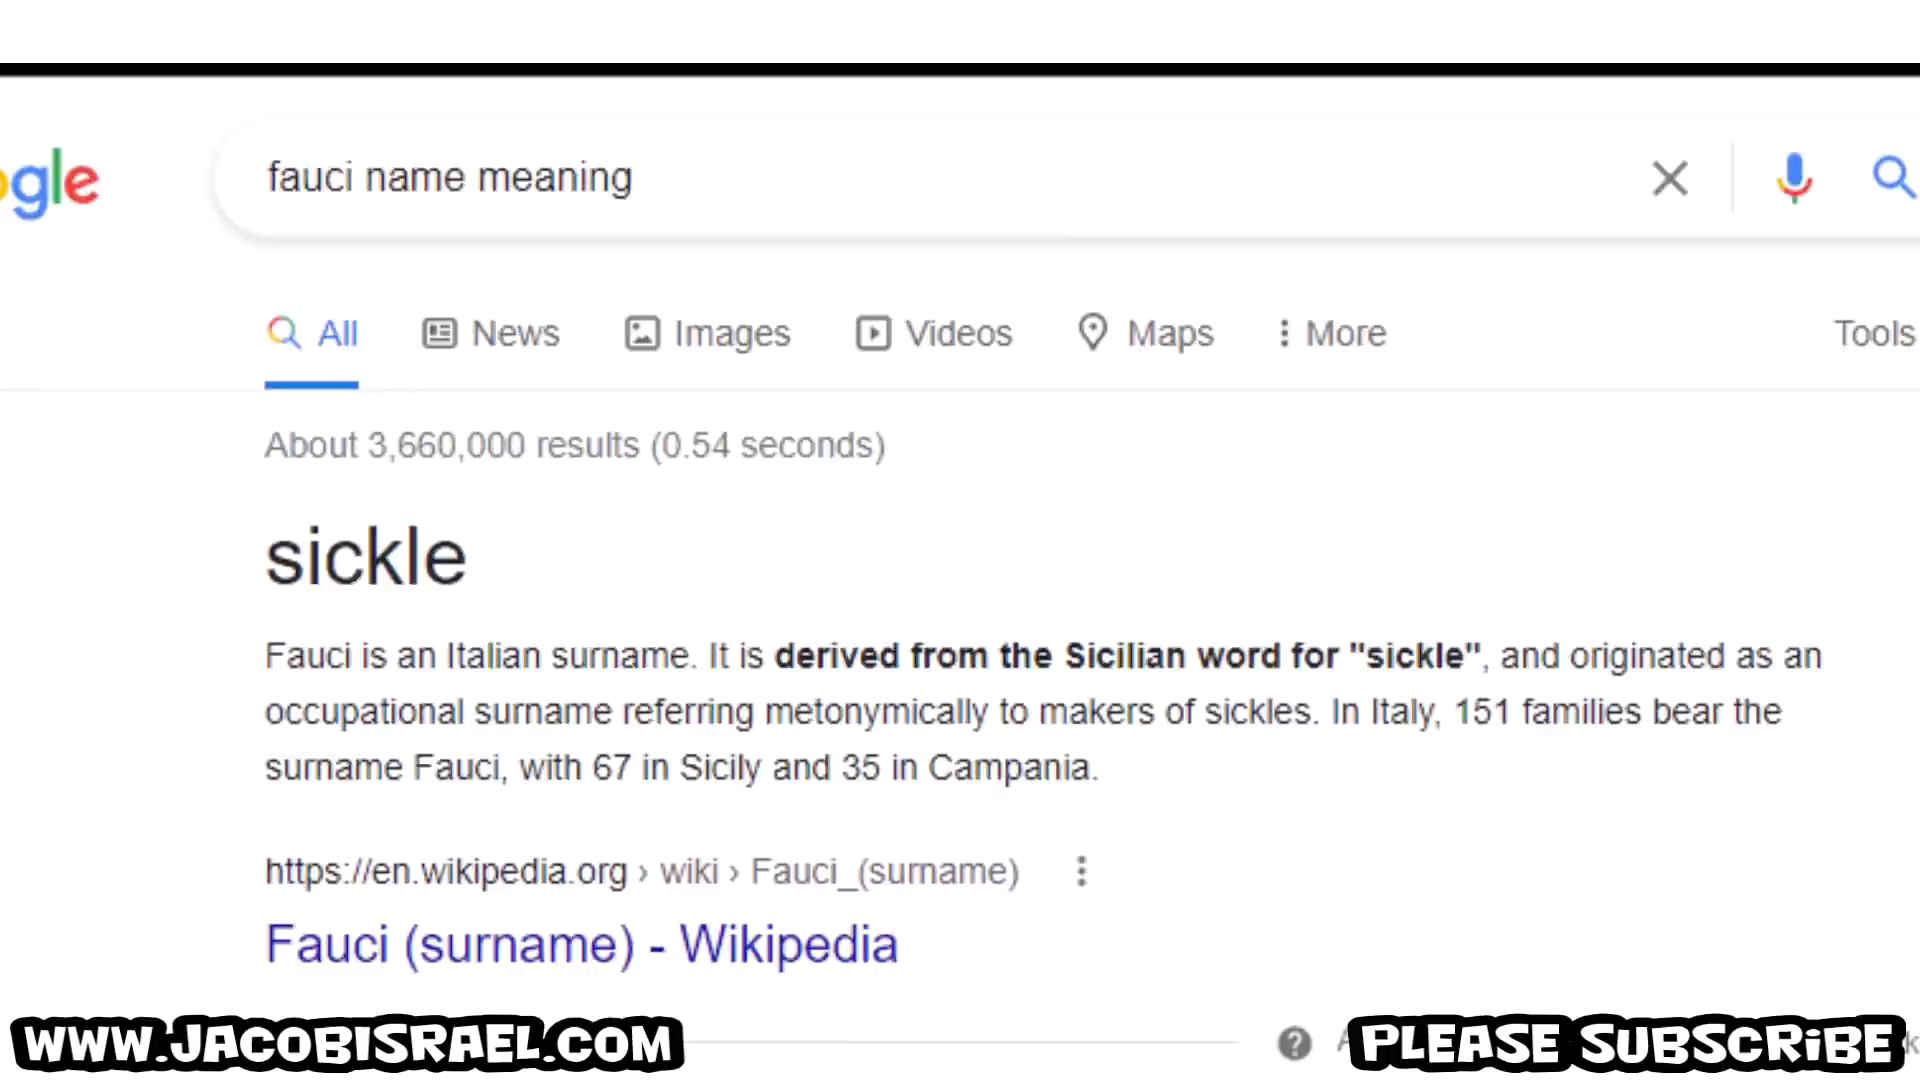 ogle
fauci name meaning
All News Images Videos Maps More Tools
About 3,660,000 results (0.54 seconds)
sickle
Fauci is an Italian surname. It is derived from the Sicilian word for "sickle", and originated as an
occupational surname referring metonymically to makers of sickles. In Italy, 151 families bear the
surname Fauci, with 67 in Sicily and 35 in Campania.
https://en.wikipedia.org › wiki › Fauci_(surname)
Fauci (surname) - Wikipedia
WWW.JACOBISRAEL.COM PLEASE SUBSCRiBE